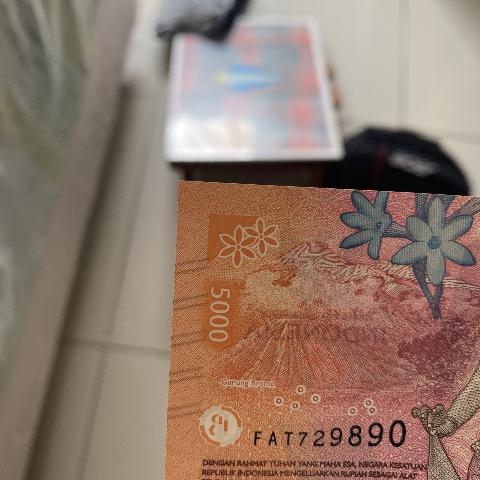 5000
Gunung Bromo
FAT729890
DENGAN RAHMAT TUHAN YANG MAHA ESA, NEGARA KESATUAN
REPUBLIK INDONESIA MENGELUARKAN RUPIAH SEBAGAI ALAT